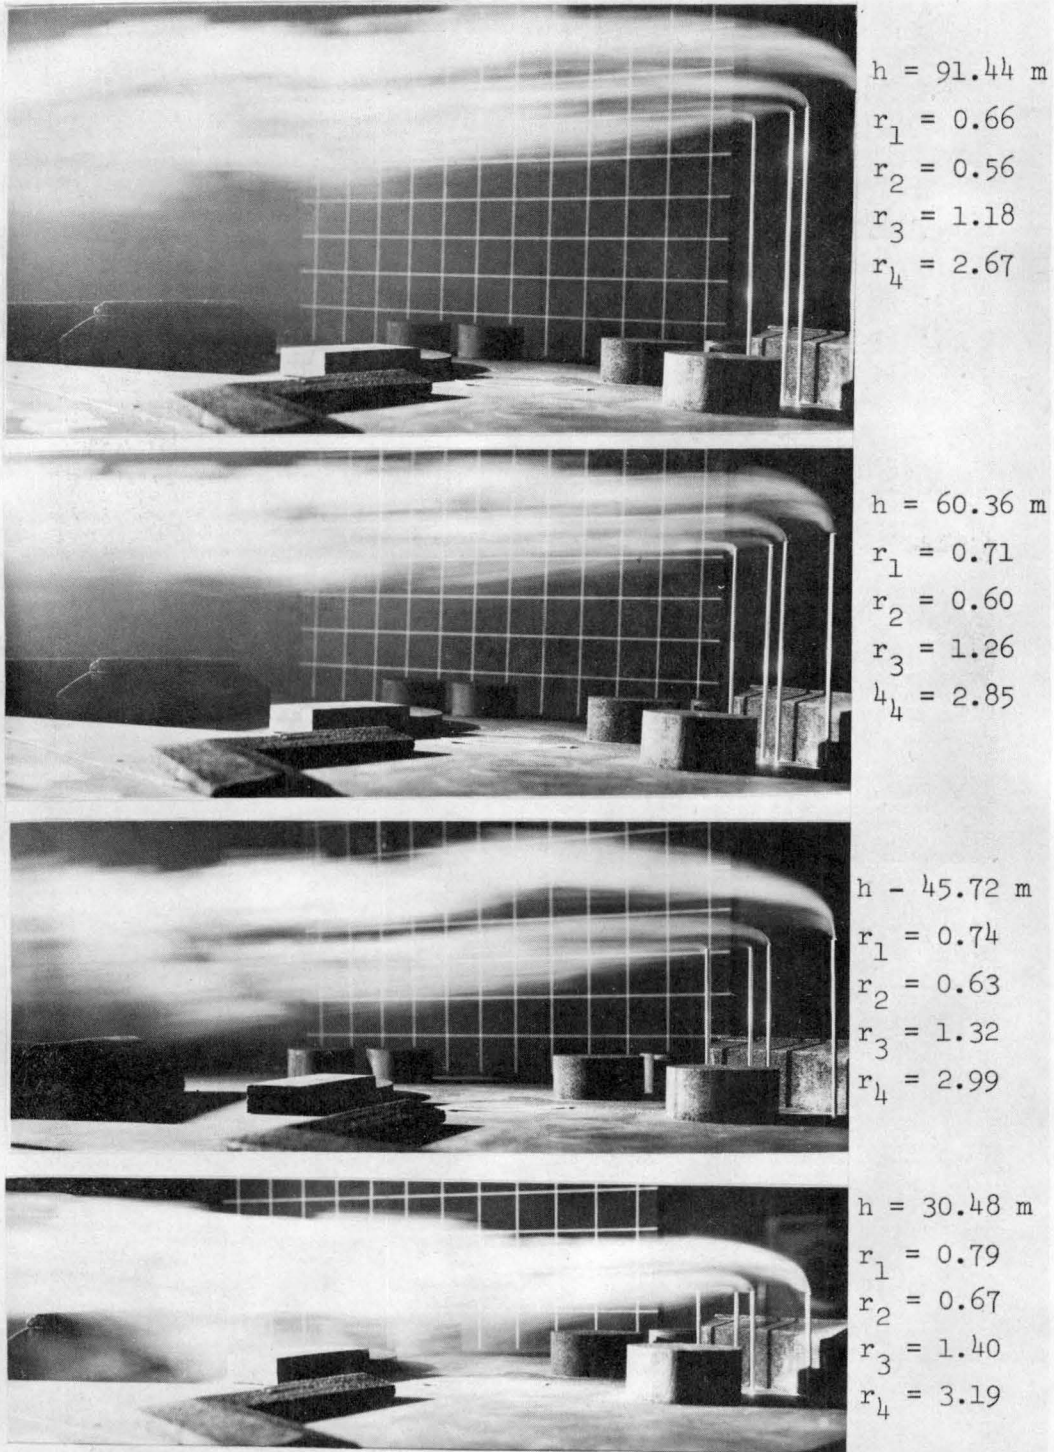 h = 91.44 m
r1 = 0.66
r2 = 0.56
r3 = 1.18
r4 = 2.67
h = 60.36 m
r1 = 0.71
r2 = 0.60
r3 = 1.26
44 = 2.85
h - 45.72 m
r1 = 0.74
r2 = 0.63
r3 = 1.32
r4 = 2.99
h = 30.48 m
r1 = 0.79
r2 = 0.67
r3 = 1.40
r4 = 3.19